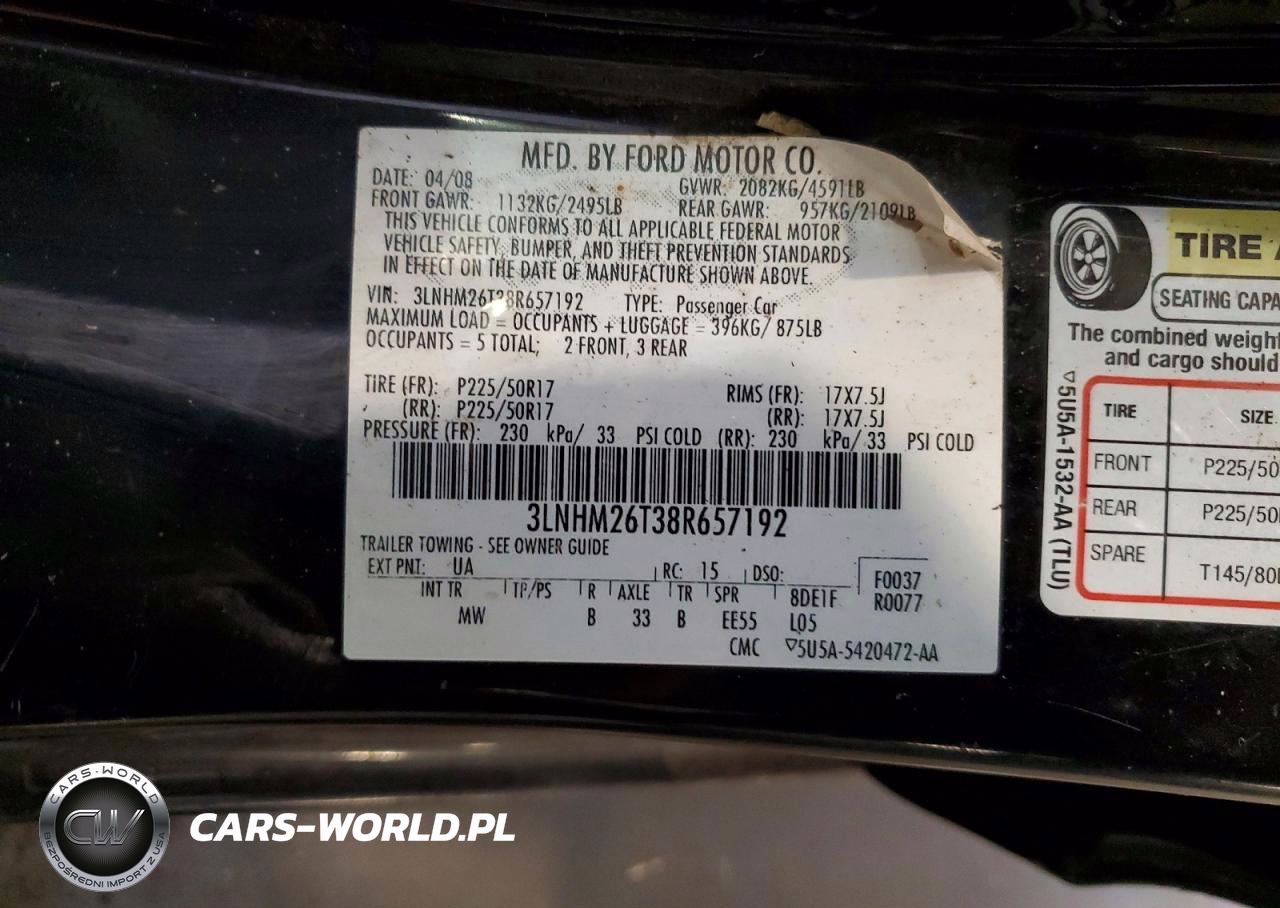 MFD. BY FORD MOTOR CO.
DATE: 04/08 GVWR: 2082KG/4591LB
FRONT GAWR: 1132KG/2495LB REAR GAWR: 957KG/2109LB
THIS VEHICLE CONFORMS TO ALL APPLICABLE FEDERAL MOTOR
VEHICLE SAFETY, BUMPER, AND THEFT PREVENTION STANDARDS
IN EFFECT ON THE DATE OF MANUFACTURE SHOWN ABOVE.
VIN: 3LNHM26T38R657192 TYPE: Passenger Car
MAXIMUM LOAD = OCCUPANTS + LUGGAGE = 396KG/ 875LB
OCCUPANTS = 5 TOTAL; 2 FRONT, 3 REAR
TIRE (FR): P225/50R17 RIMS (FR): 17X7.5J
(RR): P225/50R17 (RR): 17X7.5J
PRESSURE (FR): 230 kPa/ 33 PSI COLD (RR): 230 kPa/ 33 PSI COLD
3LNHM26T38R657192
TRAILER TOWING - SEE OWNER GUIDE
EXT PNT: UA RC: 15 DSO: F0037
INT TR TP/PS R AXLE TR SPR 8DE1F R0077
MW B 33 B EE55 L05
CMC ▽5U5A-5420472-AA
TIRE
SEATING CAPA
The combined weight
and cargo should
▽5U5A-1532-AA (TLU)
TIRE SIZE
FRONT P225/50
REAR P225/50
SPARE T145/80
CARS-WORLD
CW
BEZPOŚREDNI IMPORT Z USA
CARS-WORLD.PL